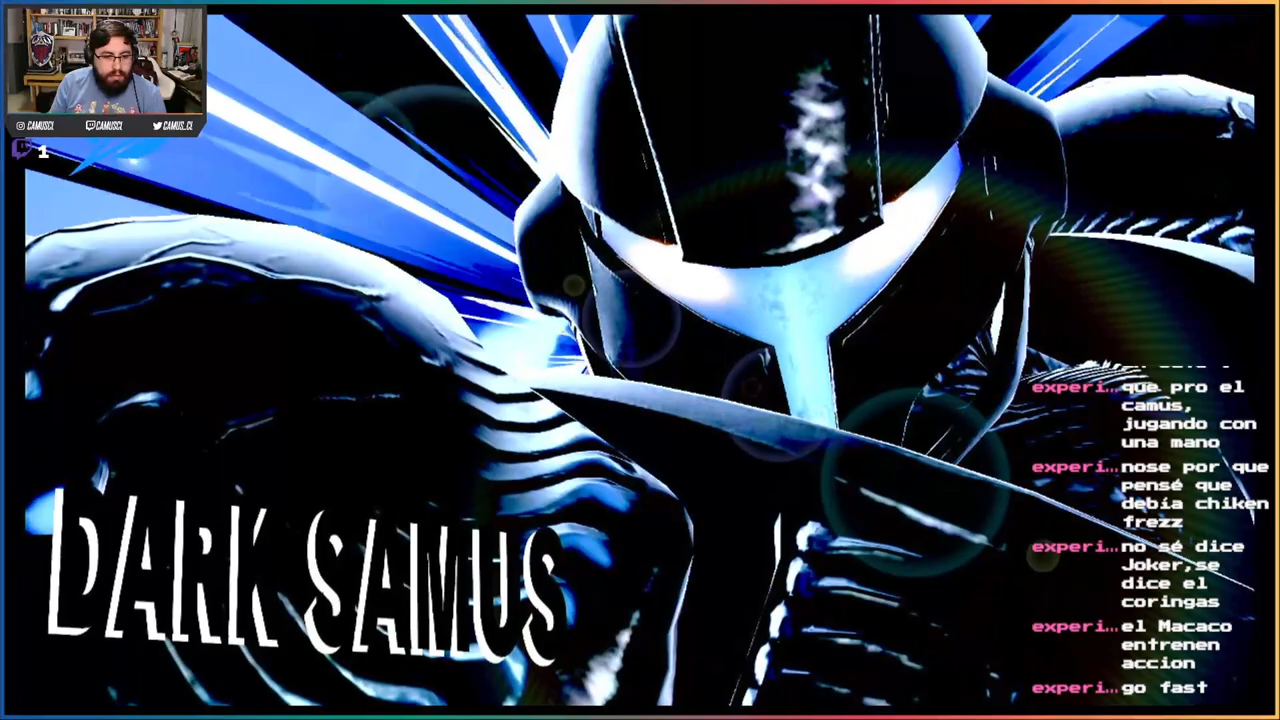 CAMUSCL CAMUSCL CAMUS_CL
1
DARK SAMUS
experi... que pro el
camus,
jugando con
una mano
experi... nose por que
pensé que
debía chiken
frezz
experi... no sé dice
Joker,se
dice el
coringas
experi... el Macaco
entrenen
accion
experi... go fast